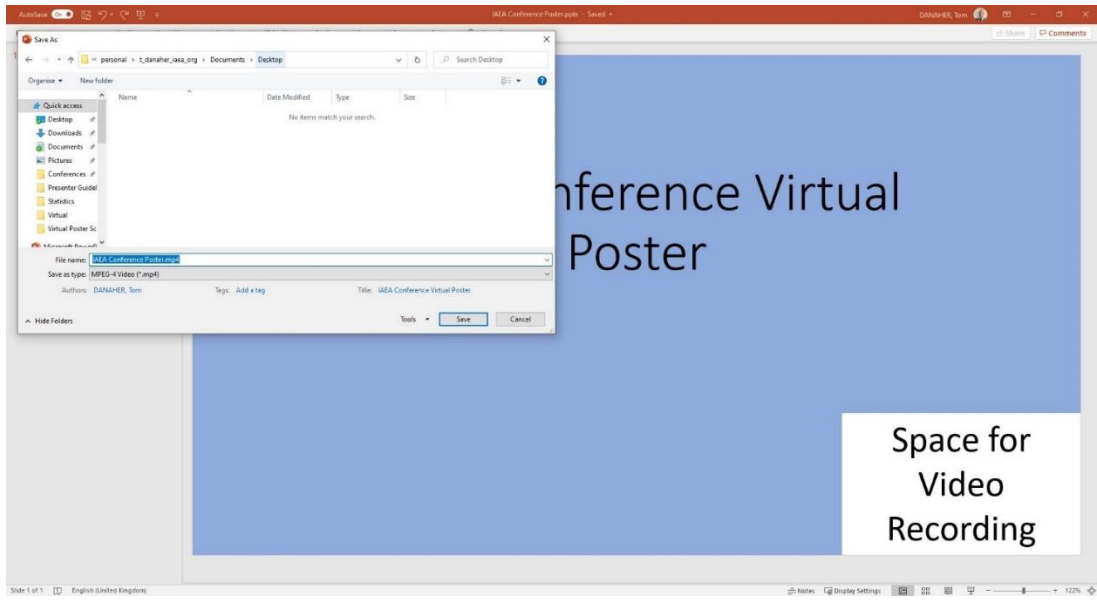 AutoSave On
IAEA Conference Poster.pptx - Saved
DANAHER, Tom
Share Comments
Save As
« personal › t_danaher_iaea_org › Documents › Desktop
Search Desktop
Organise New folder
Quick access
Desktop
Downloads
Documents
Pictures
Conferences
Presenter Guidel
Statistics
Virtual
Virtual Poster Sc
Name Date Modified Type Size
No items match your search.
File name: IAEA Conference Poster.mp4
Save as type: MPEG-4 Video (*.mp4)
Authors: DANAHER, Tom Tags: Add a tag Title: IAEA Conference Virtual Poster
Hide Folders Tools Save Cancel
1
nference Virtual
Poster
Space for
Video
Recording
Slide 1 of 1 English (United Kingdom) Notes Display Settings 122%